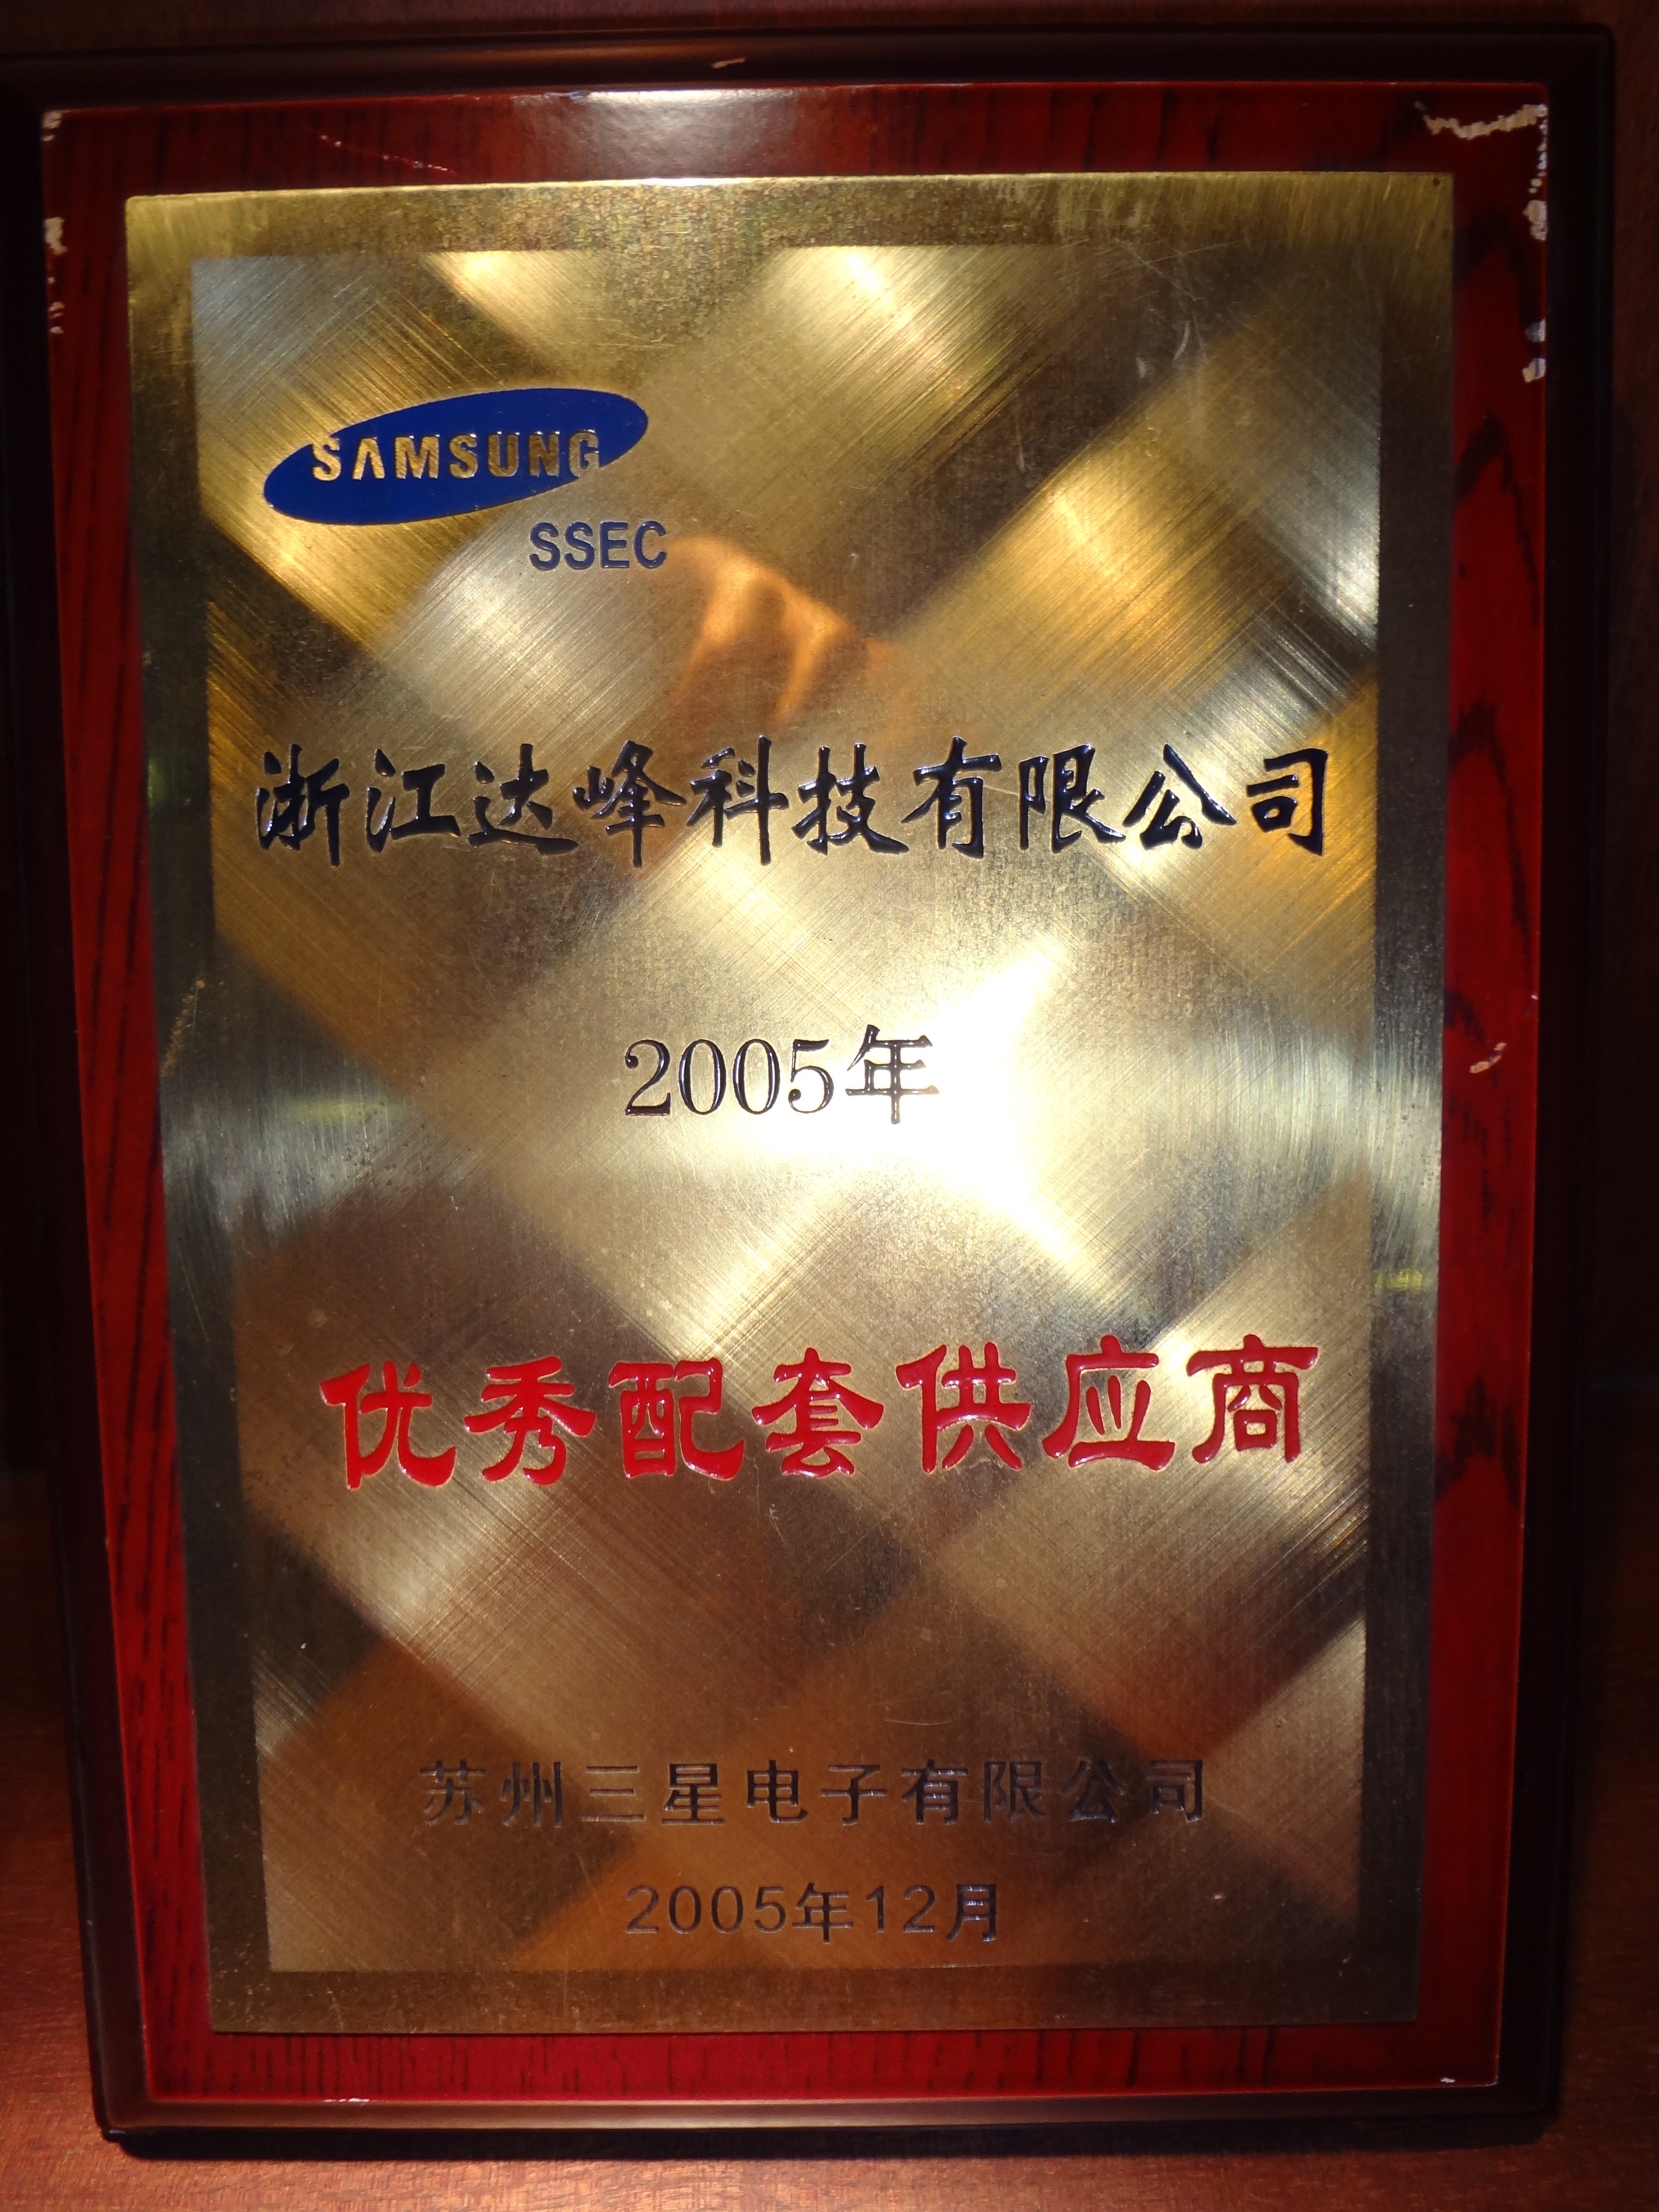 SAMSUNG
SSEC
浙江达峰科技有限公司
2005年
优秀配套供应商
苏州三星电子有限公司
2005年12月